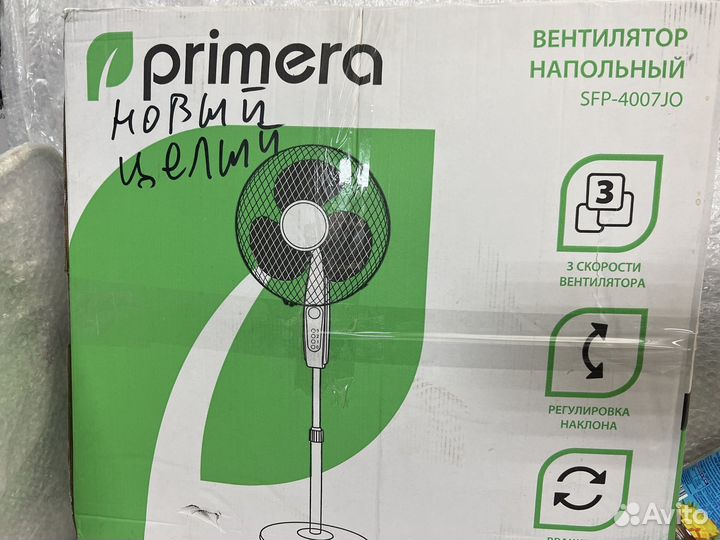 primera
новый
целый
ВЕНТИЛЯТОР
НАПОЛЬНЫЙ
SFP-4007JO
3
3 СКОРОСТИ
ВЕНТИЛЯТОРА
РЕГУЛИРОВКА
НАКЛОНА
Avito